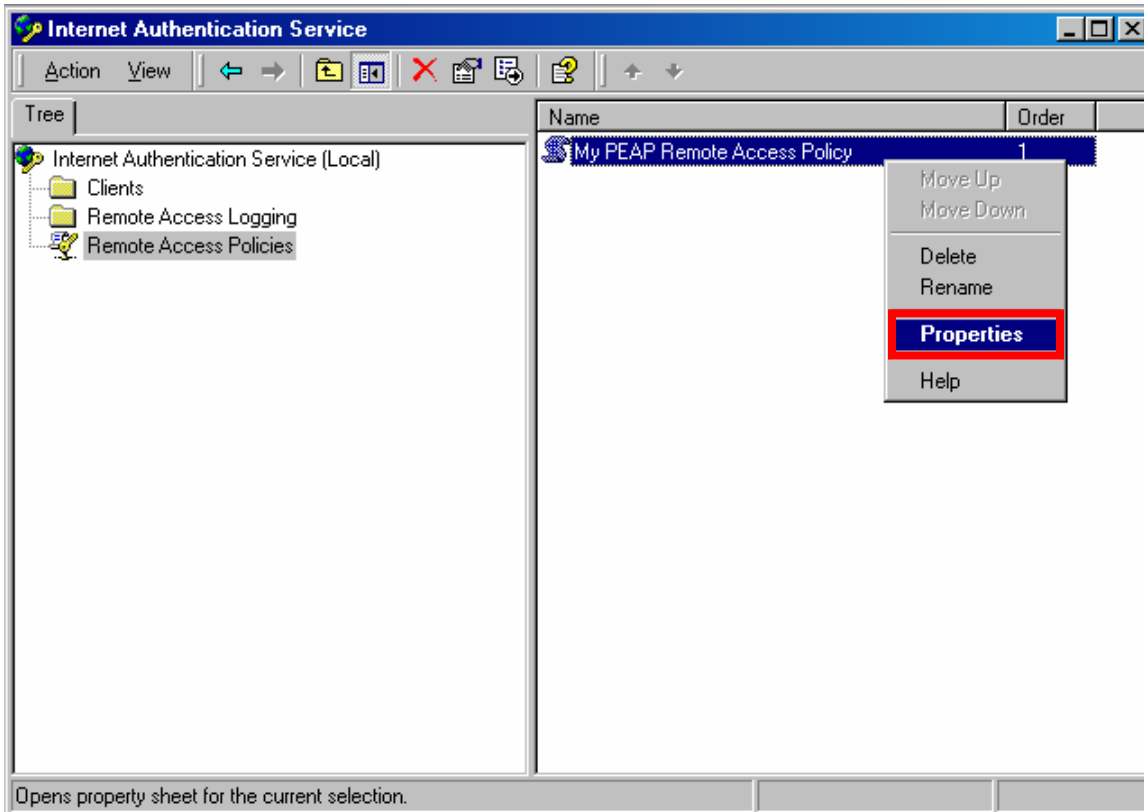 Internet Authentication Service
Action View
Tree
Name Order
Internet Authentication Service (Local)
Clients
Remote Access Logging
Remote Access Policies
My PEAP Remote Access Policy 1
Move Up
Move Down
Delete
Rename
Properties
Help
Opens property sheet for the current selection.